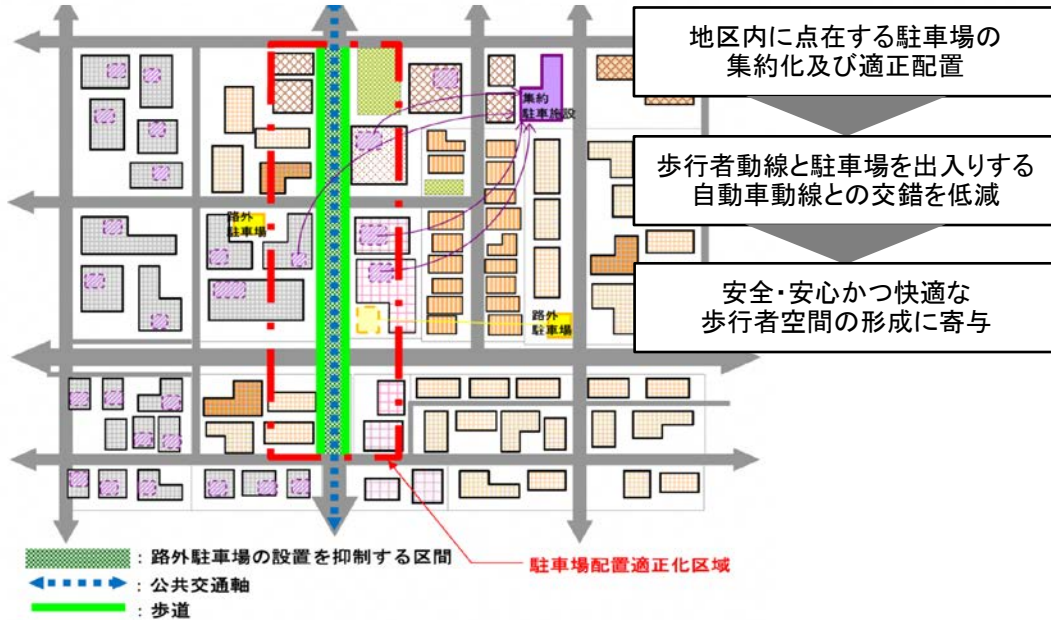 地区内に点在する駐車場の
集約化及び適正配置
歩行者動線と駐車場を出入りする
自動車動線との交錯を低減
安全・安心かつ快適な
歩行者空間の形成に寄与
集約
駐車施設
路外
駐車場
路外
駐車場
：路外駐車場の設置を抑制する区間
駐車場配置適正化区域
：公共交通軸
：歩道